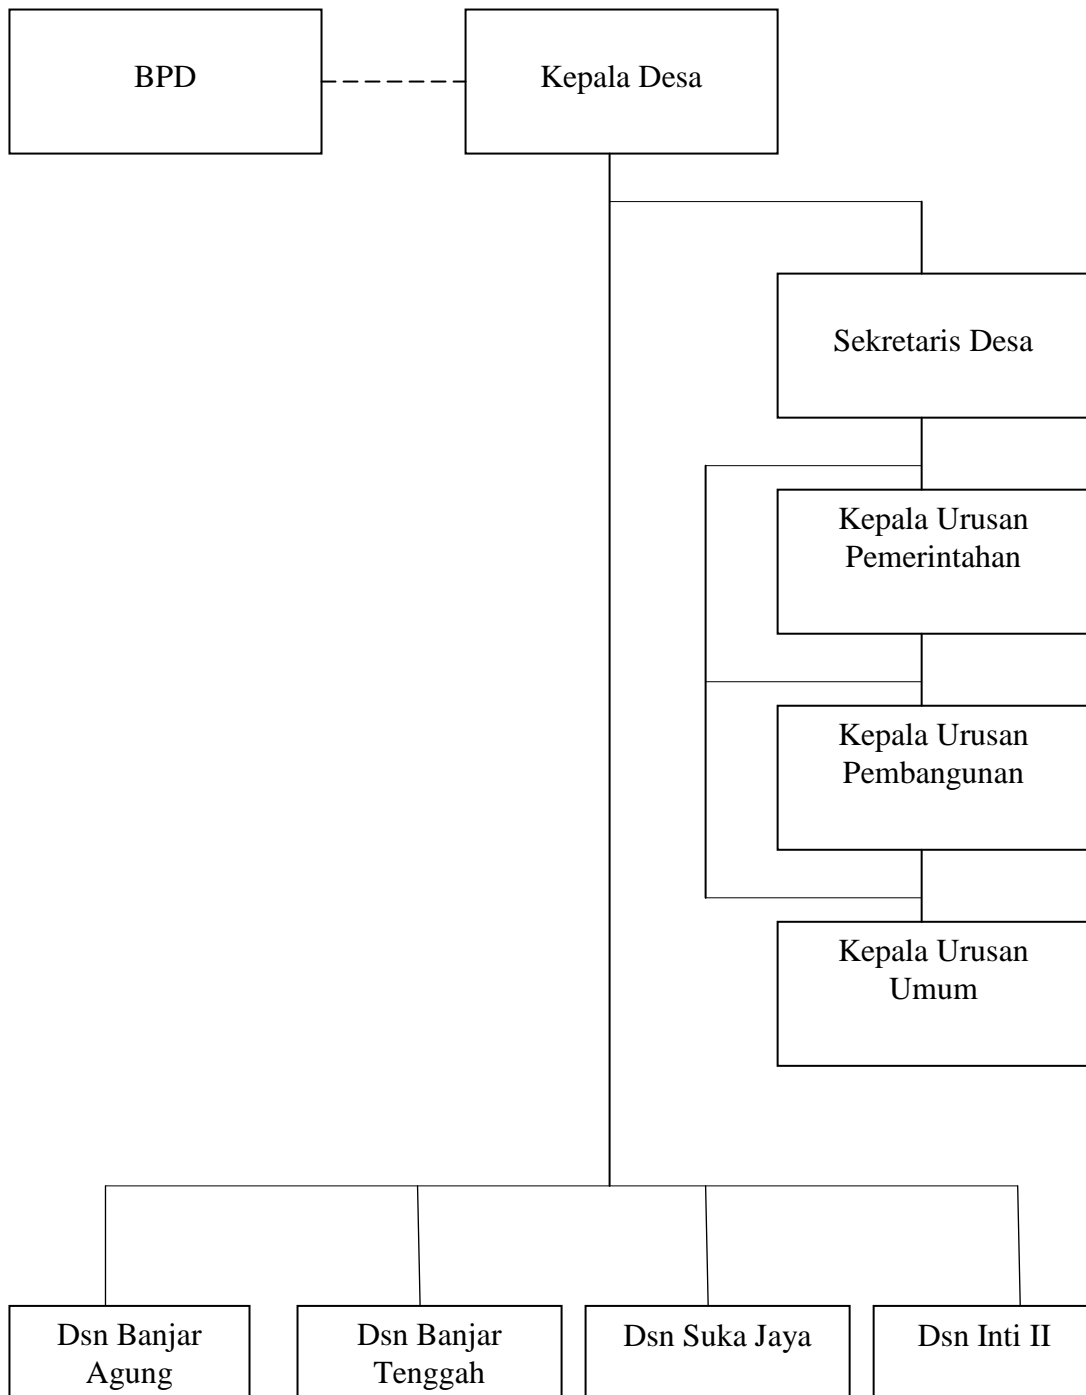 BPD
Kepala Desa
Sekretaris Desa
Kepala Urusan
Pemerintahan
Kepala Urusan
Pembangunan
Kepala Urusan
Umum
Dsn Banjar
Agung
Dsn Banjar
Tenggah
Dsn Suka Jaya
Dsn Inti II